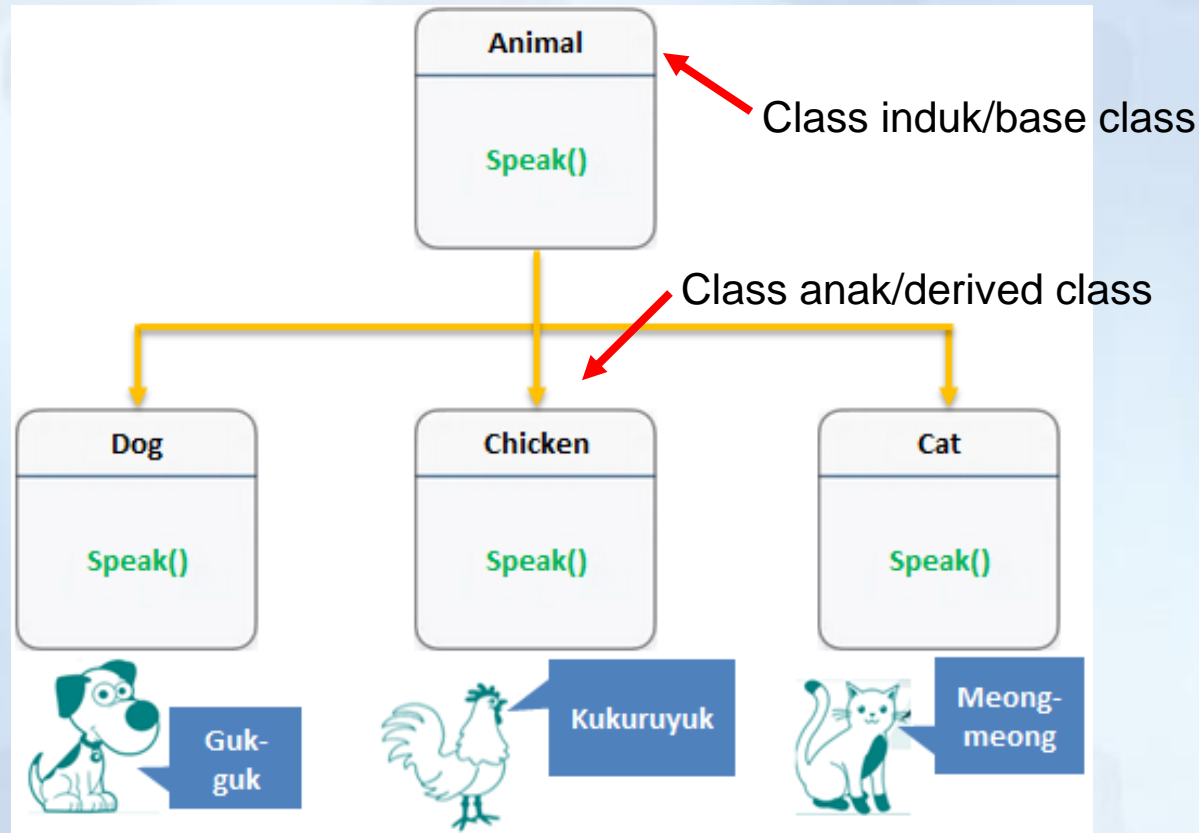 Animal
Speak()
Class induk/base class
Class anak/derived class
Dog
Speak()
Chicken
Speak()
Cat
Speak()
Guk-
guk
Kukuruyuk
Meong-
meong